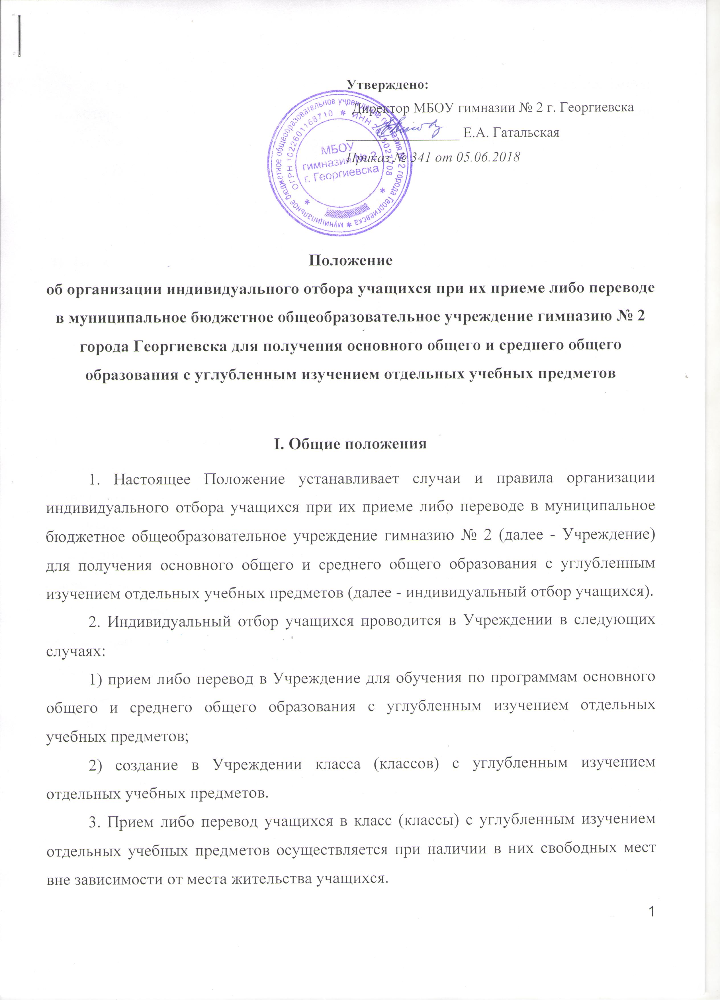 Утверждено:
Директор МБОУ гимназии № 2 г. Георгиевска
Е.А. Гатальская
Приказ № 341 от 05.06.2018
муниципальное бюджетное общеобразовательное учреждение гимназия № 2 города Георгиевска *
ОГРН 1022601168710 * ИНН 2625027708 * *
МБОУ
гимназия № 2
г. Георгиевска
Положение
об организации индивидуального отбора учащихся при их приеме либо переводе
в муниципальное бюджетное общеобразовательное учреждение гимназию № 2
города Георгиевска для получения основного общего и среднего общего
образования с углубленным изучением отдельных учебных предметов
I. Общие положения
1. Настоящее Положение устанавливает случаи и правила организации
индивидуального отбора учащихся при их приеме либо переводе в муниципальное
бюджетное общеобразовательное учреждение гимназию № 2 (далее - Учреждение)
для получения основного общего и среднего общего образования с углубленным
изучением отдельных учебных предметов (далее - индивидуальный отбор учащихся).
2. Индивидуальный отбор учащихся проводится в Учреждении в следующих
случаях:
1) прием либо перевод в Учреждение для обучения по программам основного
общего и среднего общего образования с углубленным изучением отдельных
учебных предметов;
2) создание в Учреждении класса (классов) с углубленным изучением
отдельных учебных предметов.
3. Прием либо перевод учащихся в класс (классы) с углубленным изучением
отдельных учебных предметов осуществляется при наличии в них свободных мест
вне зависимости от места жительства учащихся.
1